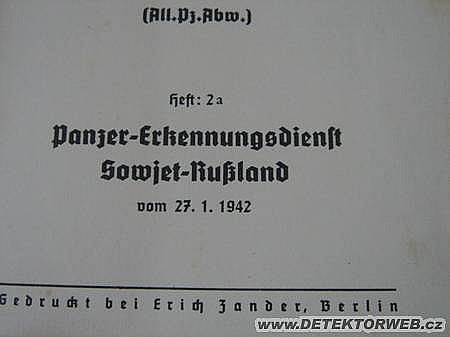 (All.Pz.Abw.)
Heft: 2a
Panzer-Erkennungsdienst
Sowjet-Rußland
vom 27. 1. 1942
Gedruckt bei Erich Zander, Berlin
www.DETEKTORWEB.cz